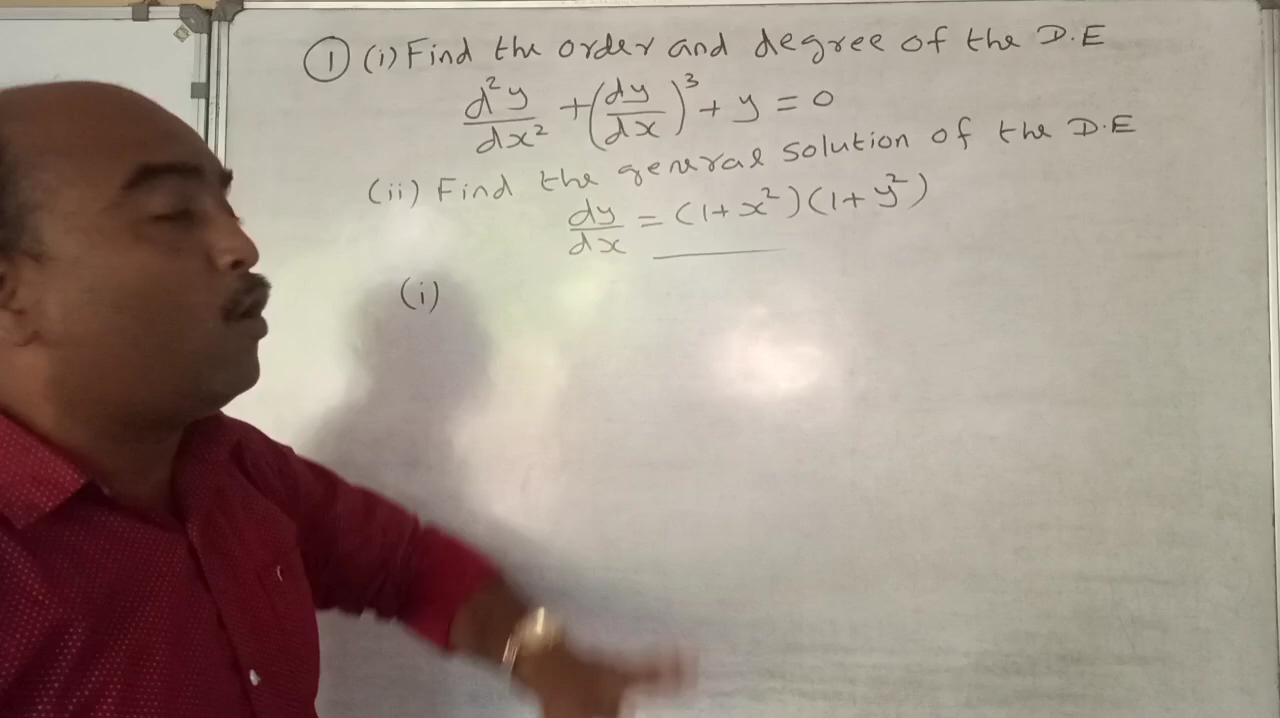 ① (i) Find the order and degree of the D.E
d²y/dx² + (dy/dx)³ + y = 0
(ii) Find the general solution of the D.E
dy/dx = (1+x²)(1+y²)
(i)